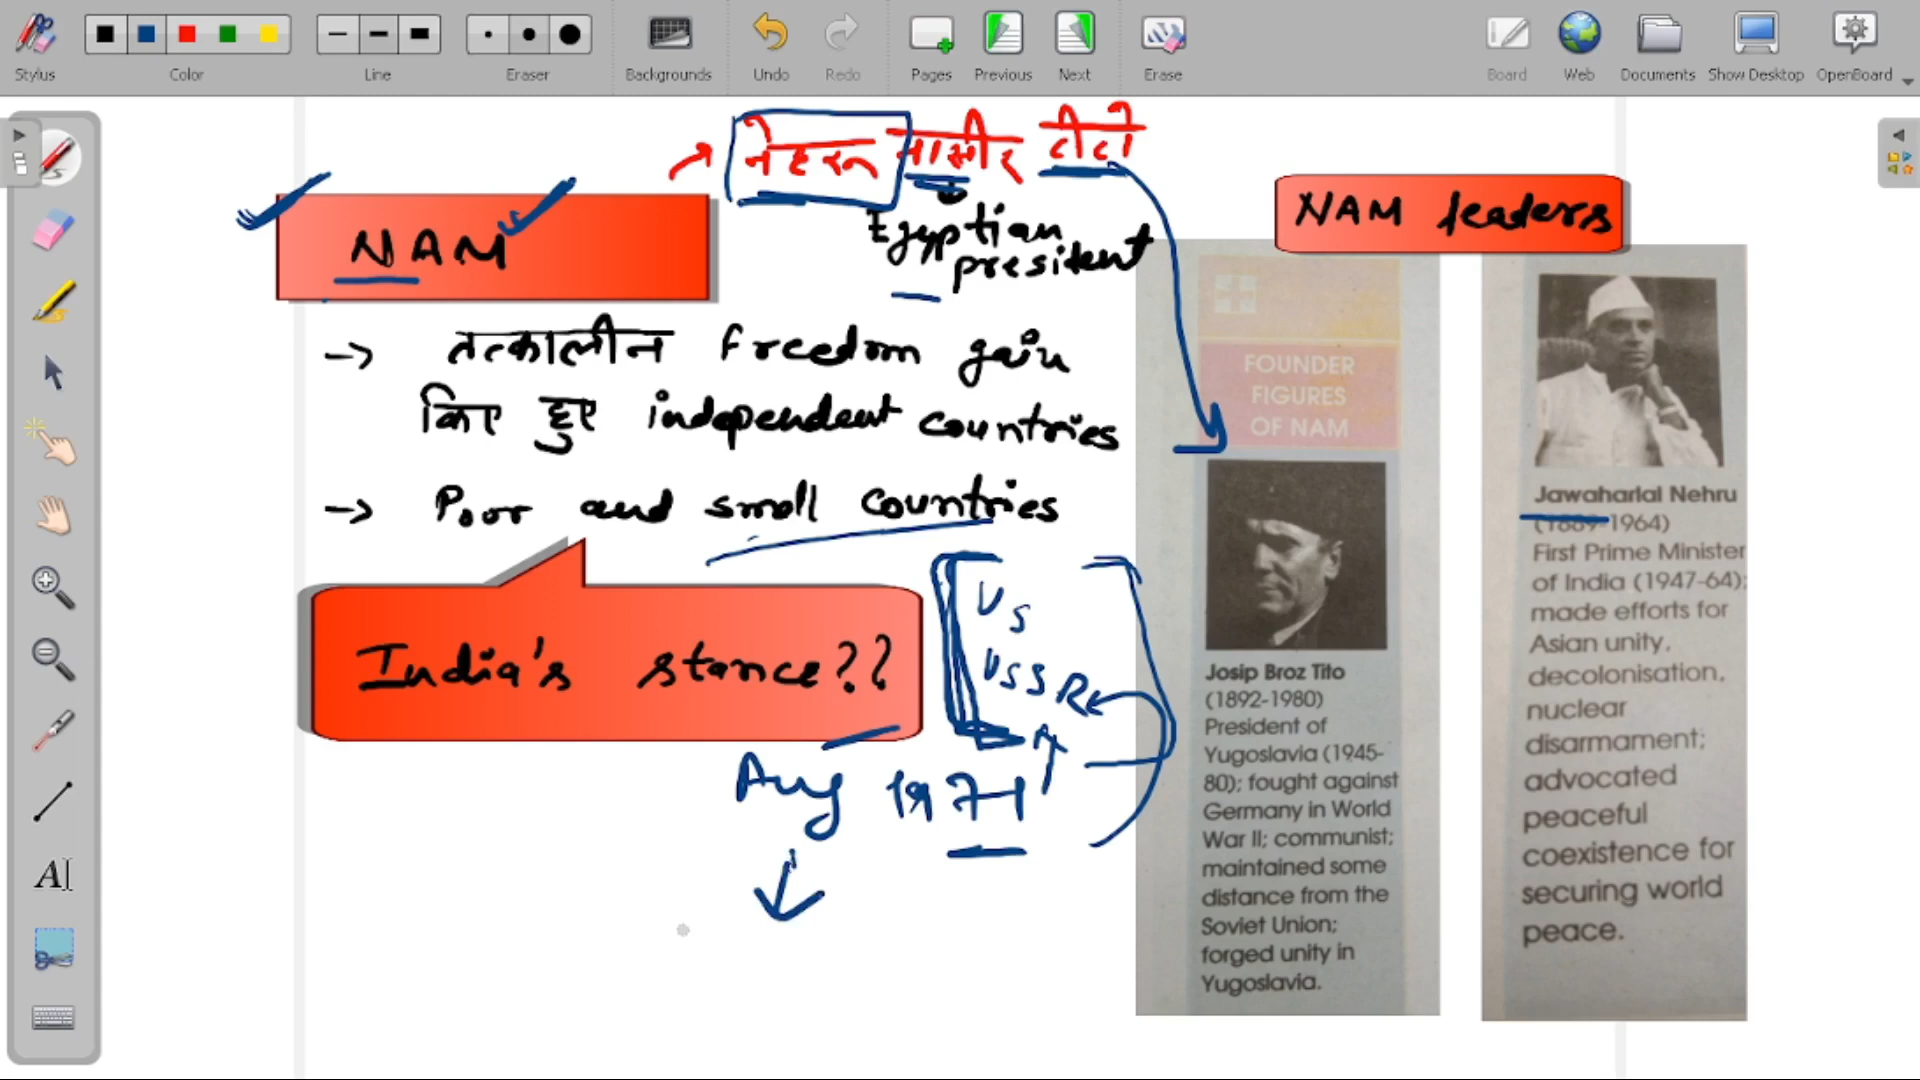 Stylus
Color
Line
Eraser
Backgrounds
Undo
Redo
Pages
Previous
Next
Erase
Board
Web
Documents
Show Desktop
OpenBoard
नेहरू नासीर टीटो
Egyptian
president
NAM
-> तत्कालीन freedom gain
किए हुए independent countries
-> Poor and small countries
India's stance??
US
USSR
Aug 1971
NAM leaders
FOUNDER
FIGURES
OF NAM
Josip Broz Tito
(1892-1980)
President of
Yugoslavia (1945-
80); fought against
Germany in World
War II; communist;
maintained some
distance from the
Soviet Union;
forged unity in
Yugoslavia.
Jawaharlal Nehru
(1889-1964)
First Prime Minister
of India (1947-64);
made efforts for
Asian unity,
decolonisation,
nuclear
disarmament;
advocated
peaceful
coexistence for
securing world
peace.
A